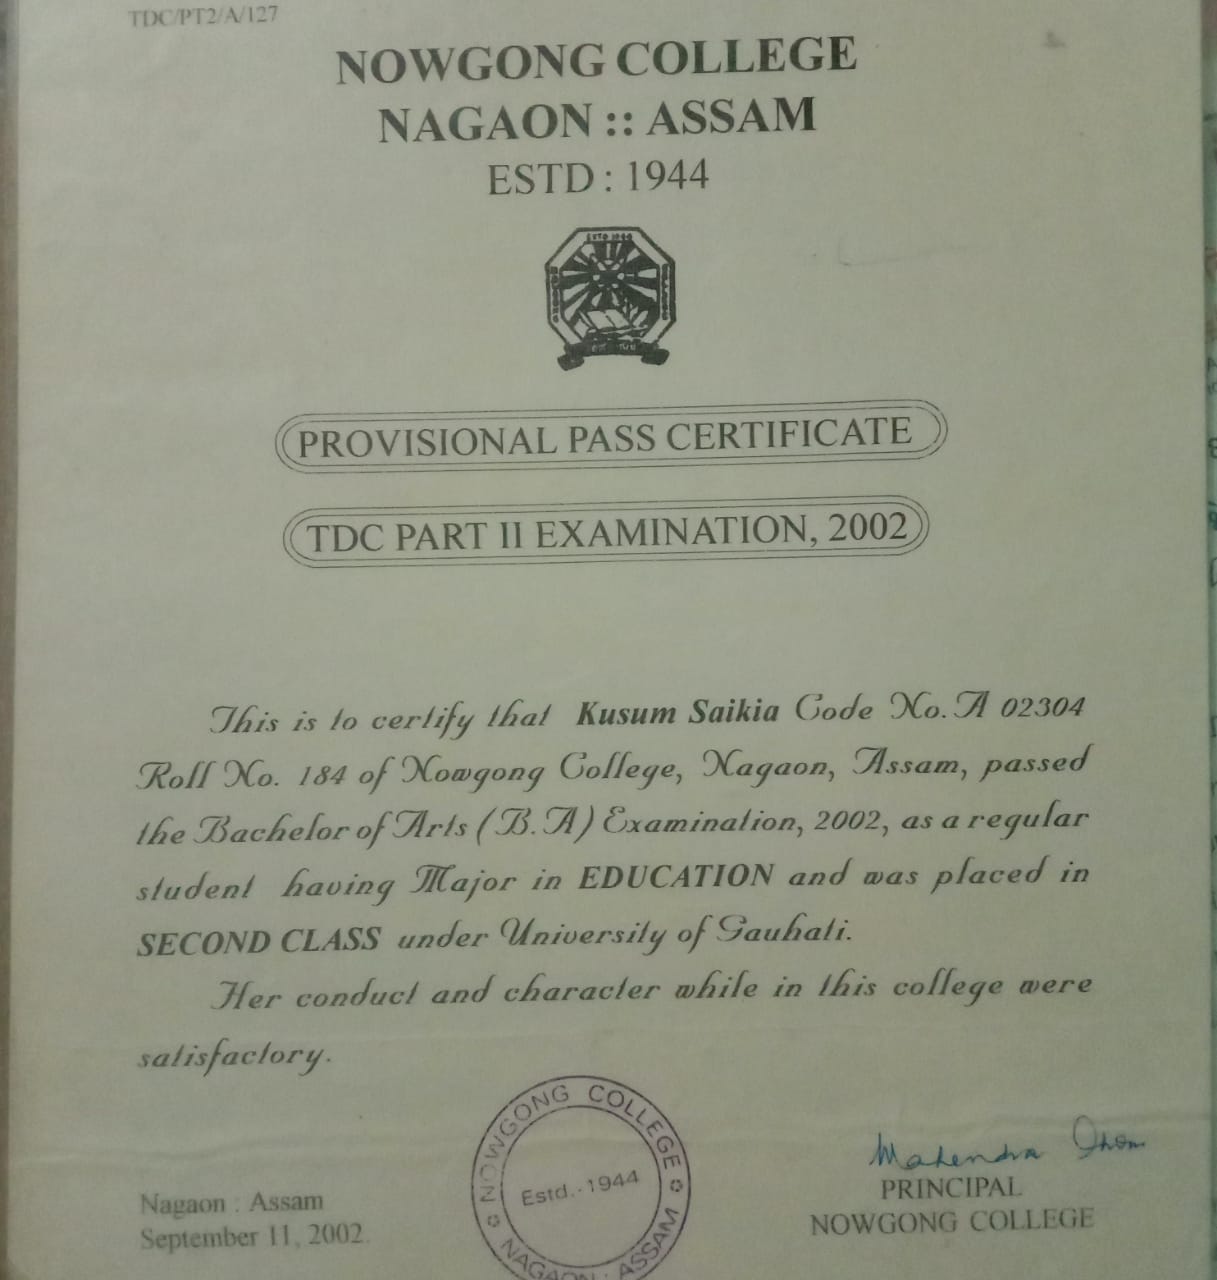 TDC/PT2/A/127
NOWGONG COLLEGE
NAGAON :: ASSAM
ESTD : 1944
PROVISIONAL PASS CERTIFICATE
TDC PART II EXAMINATION, 2002
This is to certify that Kusum Saikia Code No. A 02304
Roll No. 184 of Nowgong College, Nagaon, Assam, passed
the Bachelor of Arts (B.A) Examination, 2002, as a regular
student having Major in EDUCATION and was placed in
SECOND CLASS under University of Gauhati.
Her conduct and character while in this college were
satisfactory.
NOWGONG COLLEGE
Estd.-1944
NAGAON : ASSAM
Mahendra
PRINCIPAL
NOWGONG COLLEGE
Nagaon : Assam
September 11, 2002.